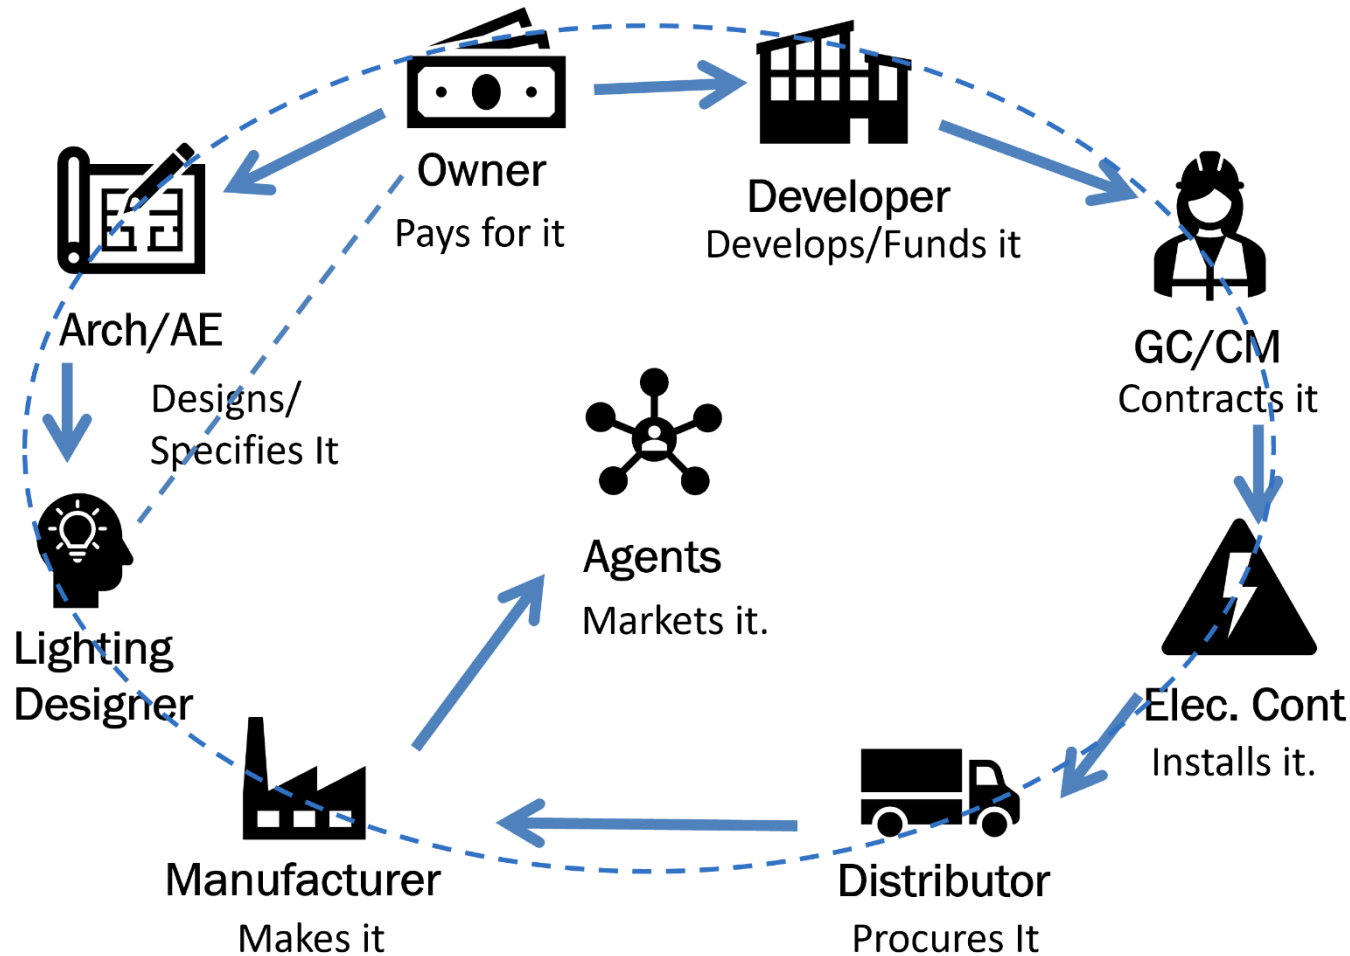 Owner
Pays for it
Developer
Develops/Funds it
Arch/AE
Designs/
Specifies It
GC/CM
Contracts it
Agents
Markets it.
Lighting
Designer
Elec. Cont
Installs it.
Manufacturer
Makes it
Distributor
Procures It